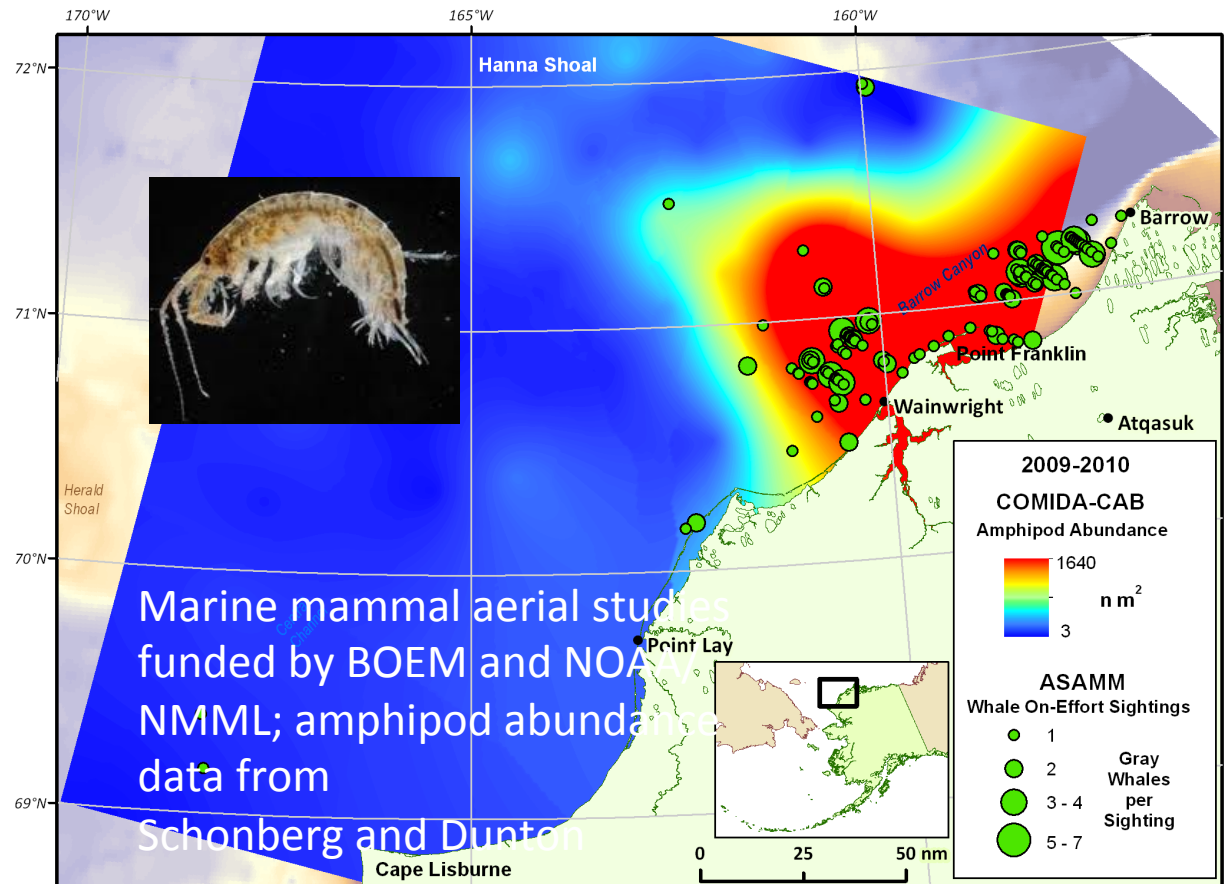 170°W
165°W
160°W
72°N
Hanna Shoal
Barrow
Barrow Canyon
71°N
Point Franklin
Wainwright
Atqasuk
Herald
Shoal
70°N
2009-2010
COMIDA-CAB
Amphipod Abundance
1640
n m²
3
Marine mammal aerial studies
funded by BOEM and NOAA/
NMML; amphipod abundance
data from
Schonberg and Dunton
Point Lay
ASAMM
Whale On-Effort Sightings
1
2
3 - 4
5 - 7
Gray
Whales
per
Sighting
69°N
0 25 50 nm
Cape Lisburne